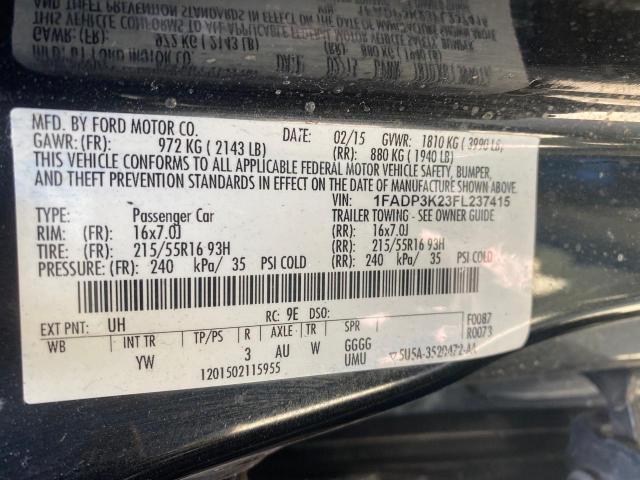 MFD. BY FORD MOTOR CO. DATE: 02/15 GVWR: 1810 KG ( 3990 LB)
GAWR: (FR): 972 KG ( 2143 LB) (RR): 880 KG ( 1940 LB)
THIS VEHICLE CONFORMS TO ALL APPLICABLE FEDERAL MOTOR VEHICLE SAFETY, BUMPER,
AND THEFT PREVENTION STANDARDS IN EFFECT ON THE DATE OF MANUFACTURE SHOWN ABOVE.
VIN: 1FADP3K23FL237415
TYPE: Passenger Car TRAILER TOWING - SEE OWNER GUIDE
RIM: (FR): 16x7.0J (RR): 16x7.0J
TIRE: (FR): 215/55R16 93H (RR): 215/55R16 93H
PRESSURE: (FR): 240 kPa/ 35 PSI COLD (RR): 240 kPa/ 35 PSI COLD
RC: 9E DSO: F0087
EXT PNT: UH R0073
WB INT TR TP/PS R AXLE TR SPR
YW 3 AU W GGGG
UMU
1201502115955